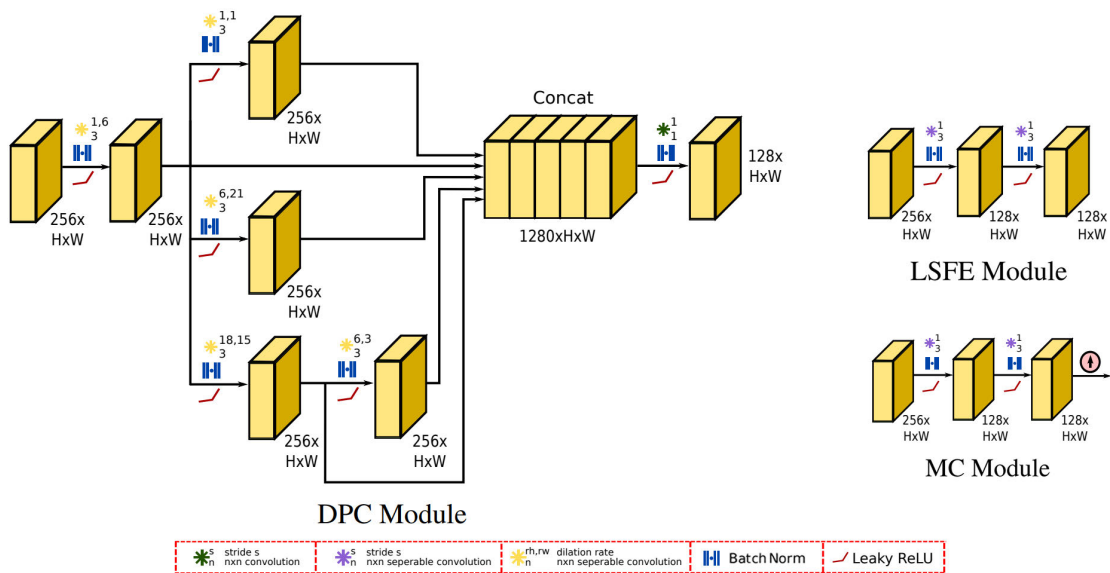 1,1
3
256x
HxW
1,6
3
256x
HxW
256x
HxW
6,21
3
256x
HxW
18,15
3
256x
HxW
6,3
3
256x
HxW
Concat
1280xHxW
1
1
128x
HxW
DPC Module
1
3
1
3
256x
HxW
128x
HxW
128x
HxW
LSFE Module
1
3
1
3
256x
HxW
128x
HxW
128x
HxW
MC Module
s
n
stride s
nxn convolution
s
n
stride s
nxn seperable convolution
rh,rw
n
dilation rate
nxn seperable convolution
Batch Norm
Leaky ReLU